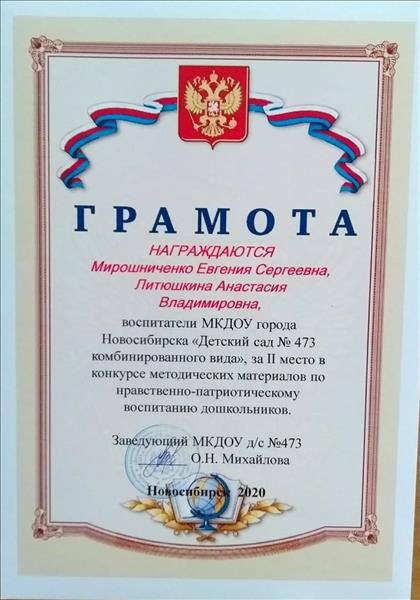 ГРАМОТА
НАГРАЖДАЮТСЯ
Мирошниченко Евгения Сергеевна,
Литюшкина Анастасия
Владимировна,
воспитатели МКДОУ города
Новосибирска «Детский сад № 473
комбинированного вида», за II место в
конкурсе методических материалов по
нравственно-патриотическому
воспитанию дошкольников.
Заведующий МКДОУ д/с №473
О.Н. Михайлова
Новосибирск 2020